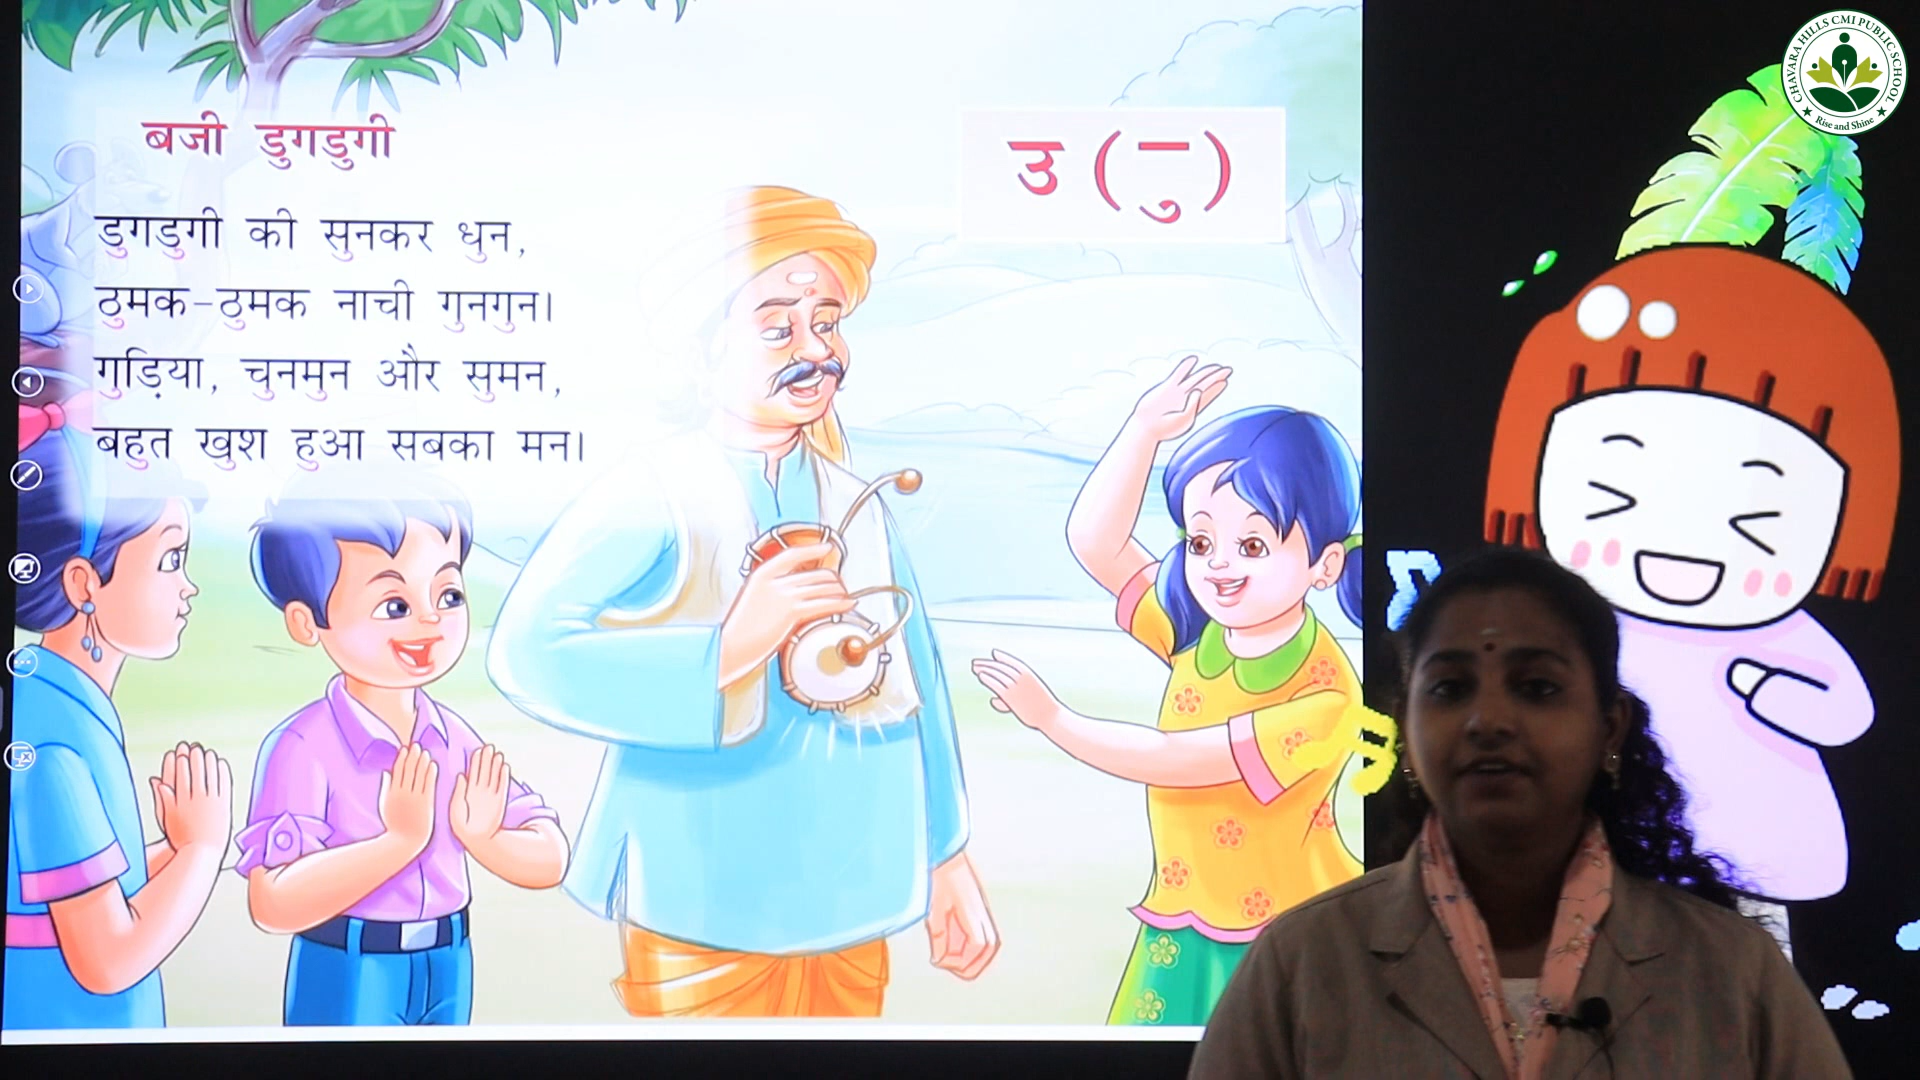 बजी डुगडुगी
उ ( ु )
डुगडुगी की सुनकर धुन,
ठुमक-ठुमक नाची गुनगुन।
गुड़िया, चुनमुन और सुमन,
बहुत खुश हुआ सबका मन।
CHAVARA HILLS CMI PUBLIC SCHOOL
Rise and Shine